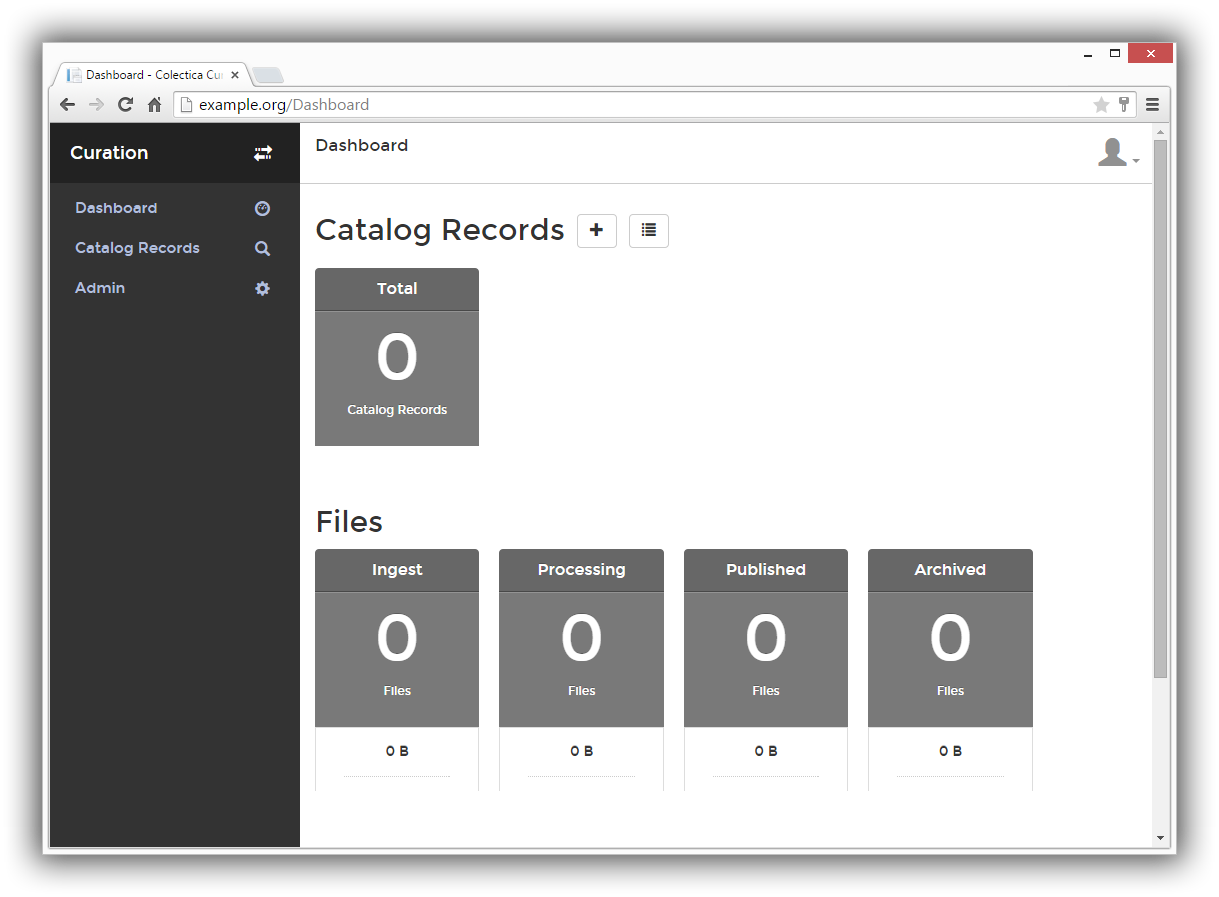 Dashboard - Colectica Cu
example.org/Dashboard
Curation
Dashboard
Catalog Records
Admin
Dashboard
Catalog Records
Total
0
Catalog Records
Files
Ingest Processing Published Archived
0 0 0 0
Files Files Files Files
0 B 0 B 0 B 0 B